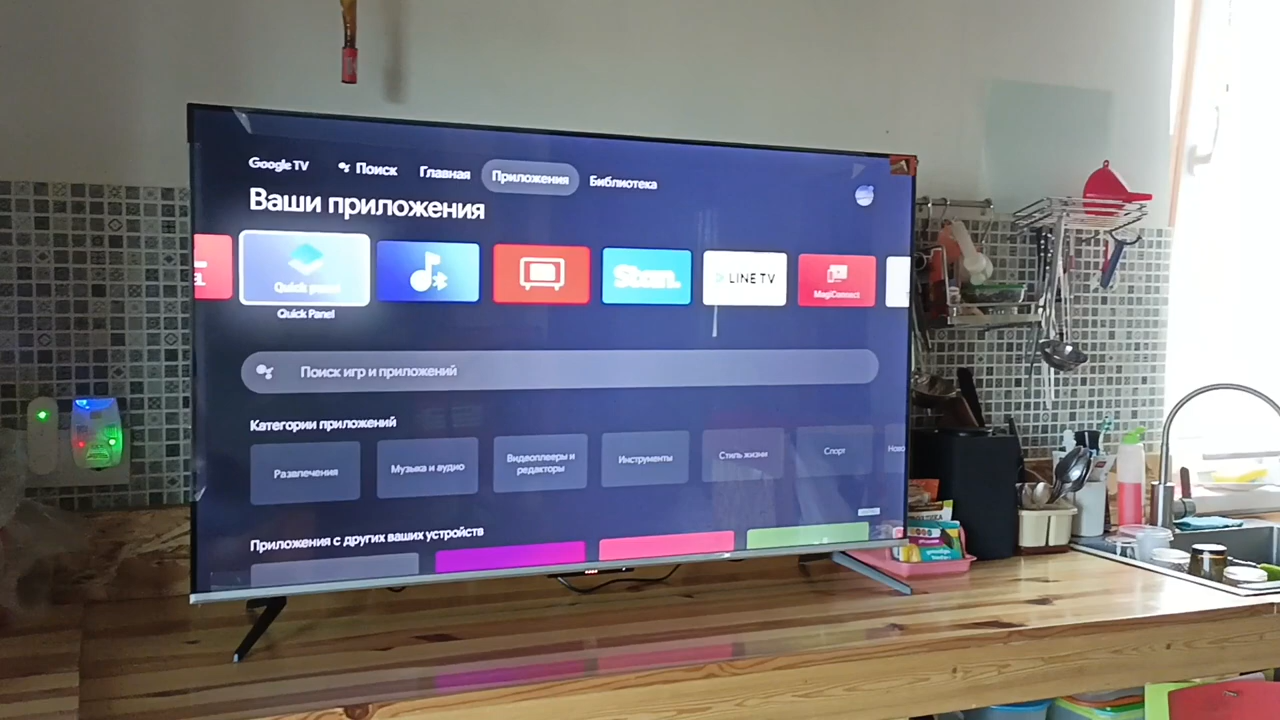 Google TV Поиск Главная Приложения Библиотека
Ваши приложения
Quick panel
Stan.
LINE TV
MagiConnect
Quick Panel
Поиск игр и приложений
Категории приложений
Развлечения
Музыка и аудио
Видеоплееры и
редакторы
Инструменты
Стиль жизни
Спорт
Ново
Приложения с других ваших устройств